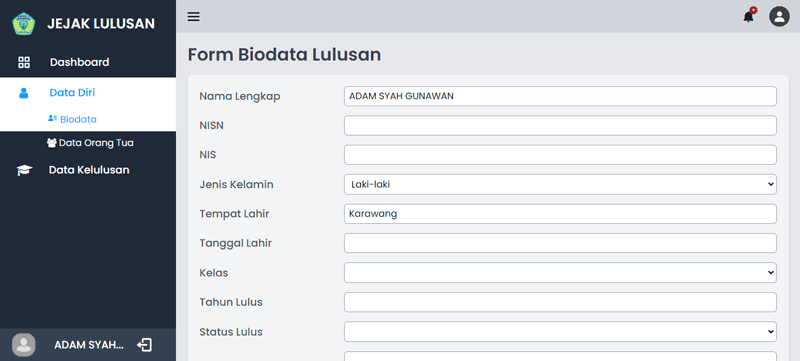 JEJAK LULUSAN
Dashboard
Data Diri
Biodata
Data Orang Tua
Data Kelulusan
ADAM SYAH...
Form Biodata Lulusan
Nama Lengkap
ADAM SYAH GUNAWAN
NISN
NIS
Jenis Kelamin
Laki-laki
Tempat Lahir
Karawang
Tanggal Lahir
Kelas
Tahun Lulus
Status Lulus